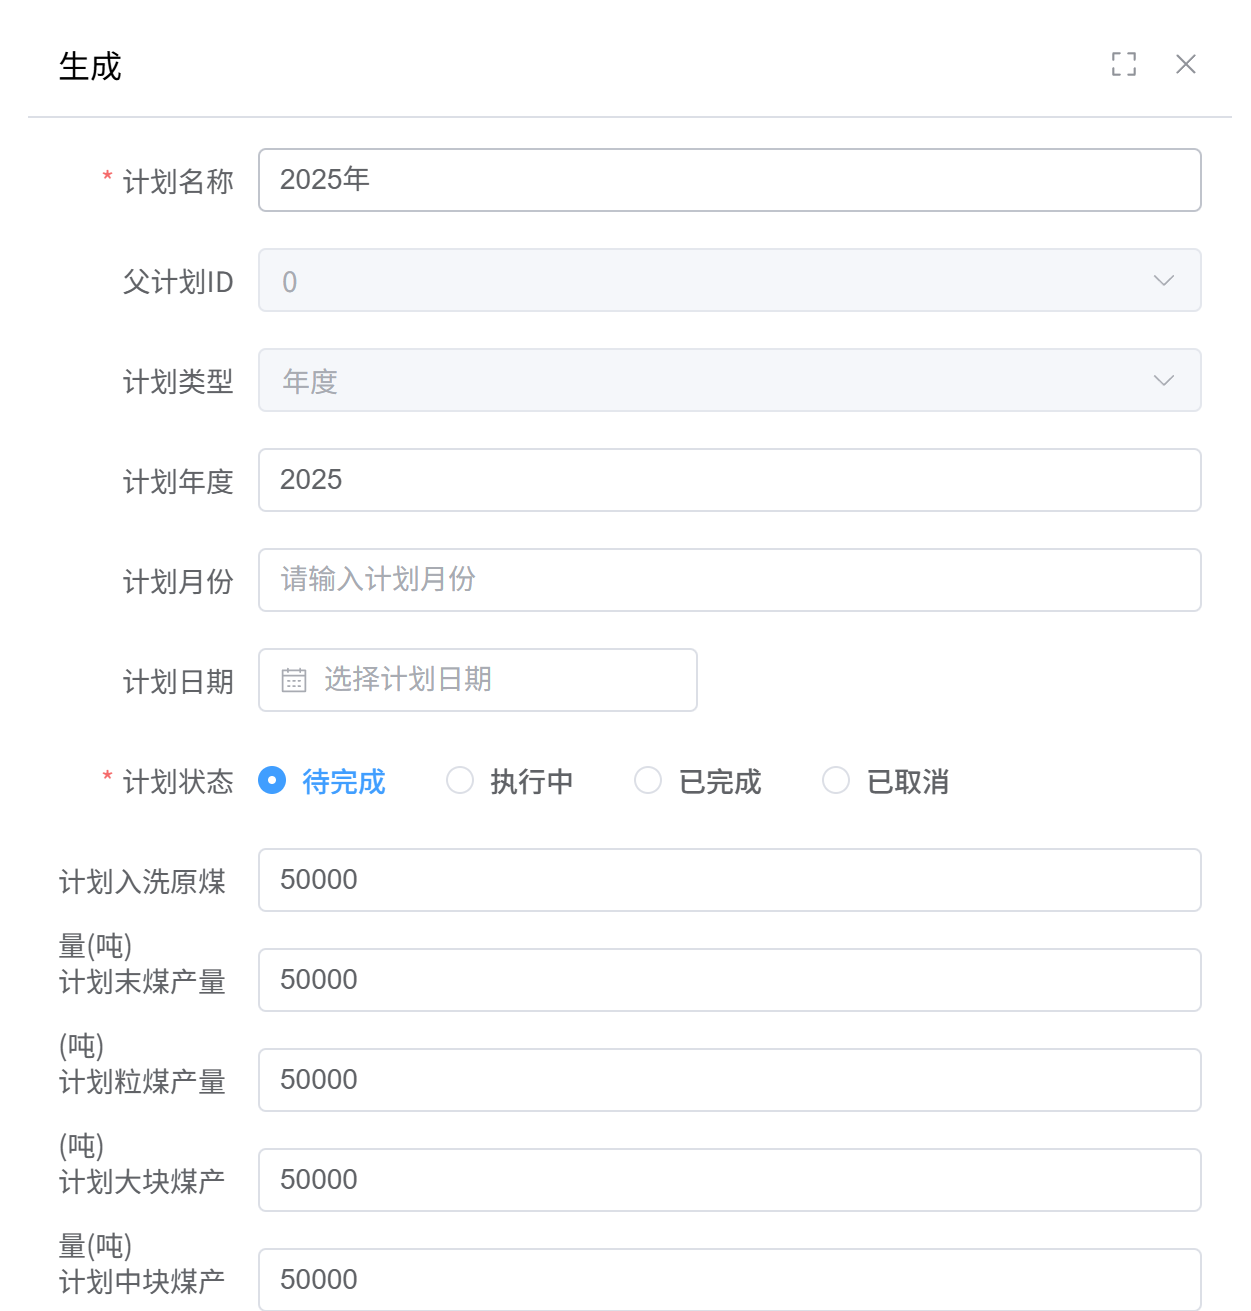 生成
* 计划名称 2025年
父计划ID 0
计划类型 年度
计划年度 2025
计划月份 请输入计划月份
计划日期 选择计划日期
* 计划状态 待完成 执行中 已完成 已取消
计划入洗原煤 50000
量(吨)
计划末煤产量 50000
(吨)
计划粒煤产量 50000
(吨)
计划大块煤产 50000
量(吨)
计划中块煤产 50000